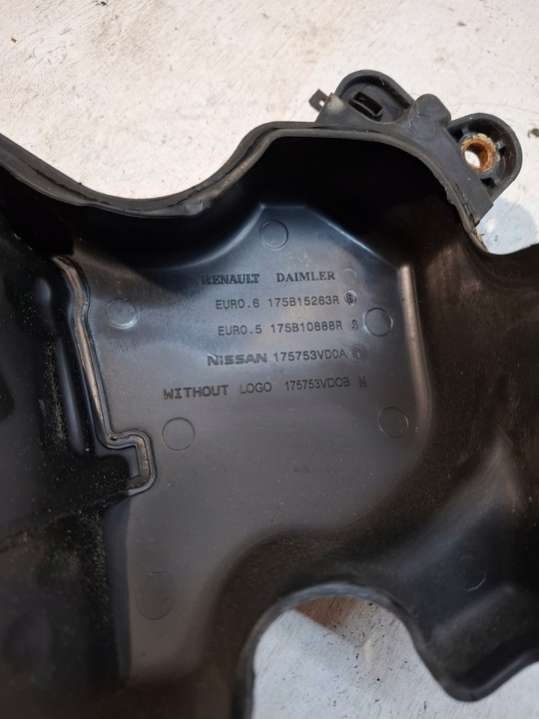 RENAULT DAIMLER
EURO.6 175B15263R
EURO.5 175B10888R
NISSAN 175753VD0A
WITHOUT LOGO 175753VD0B M